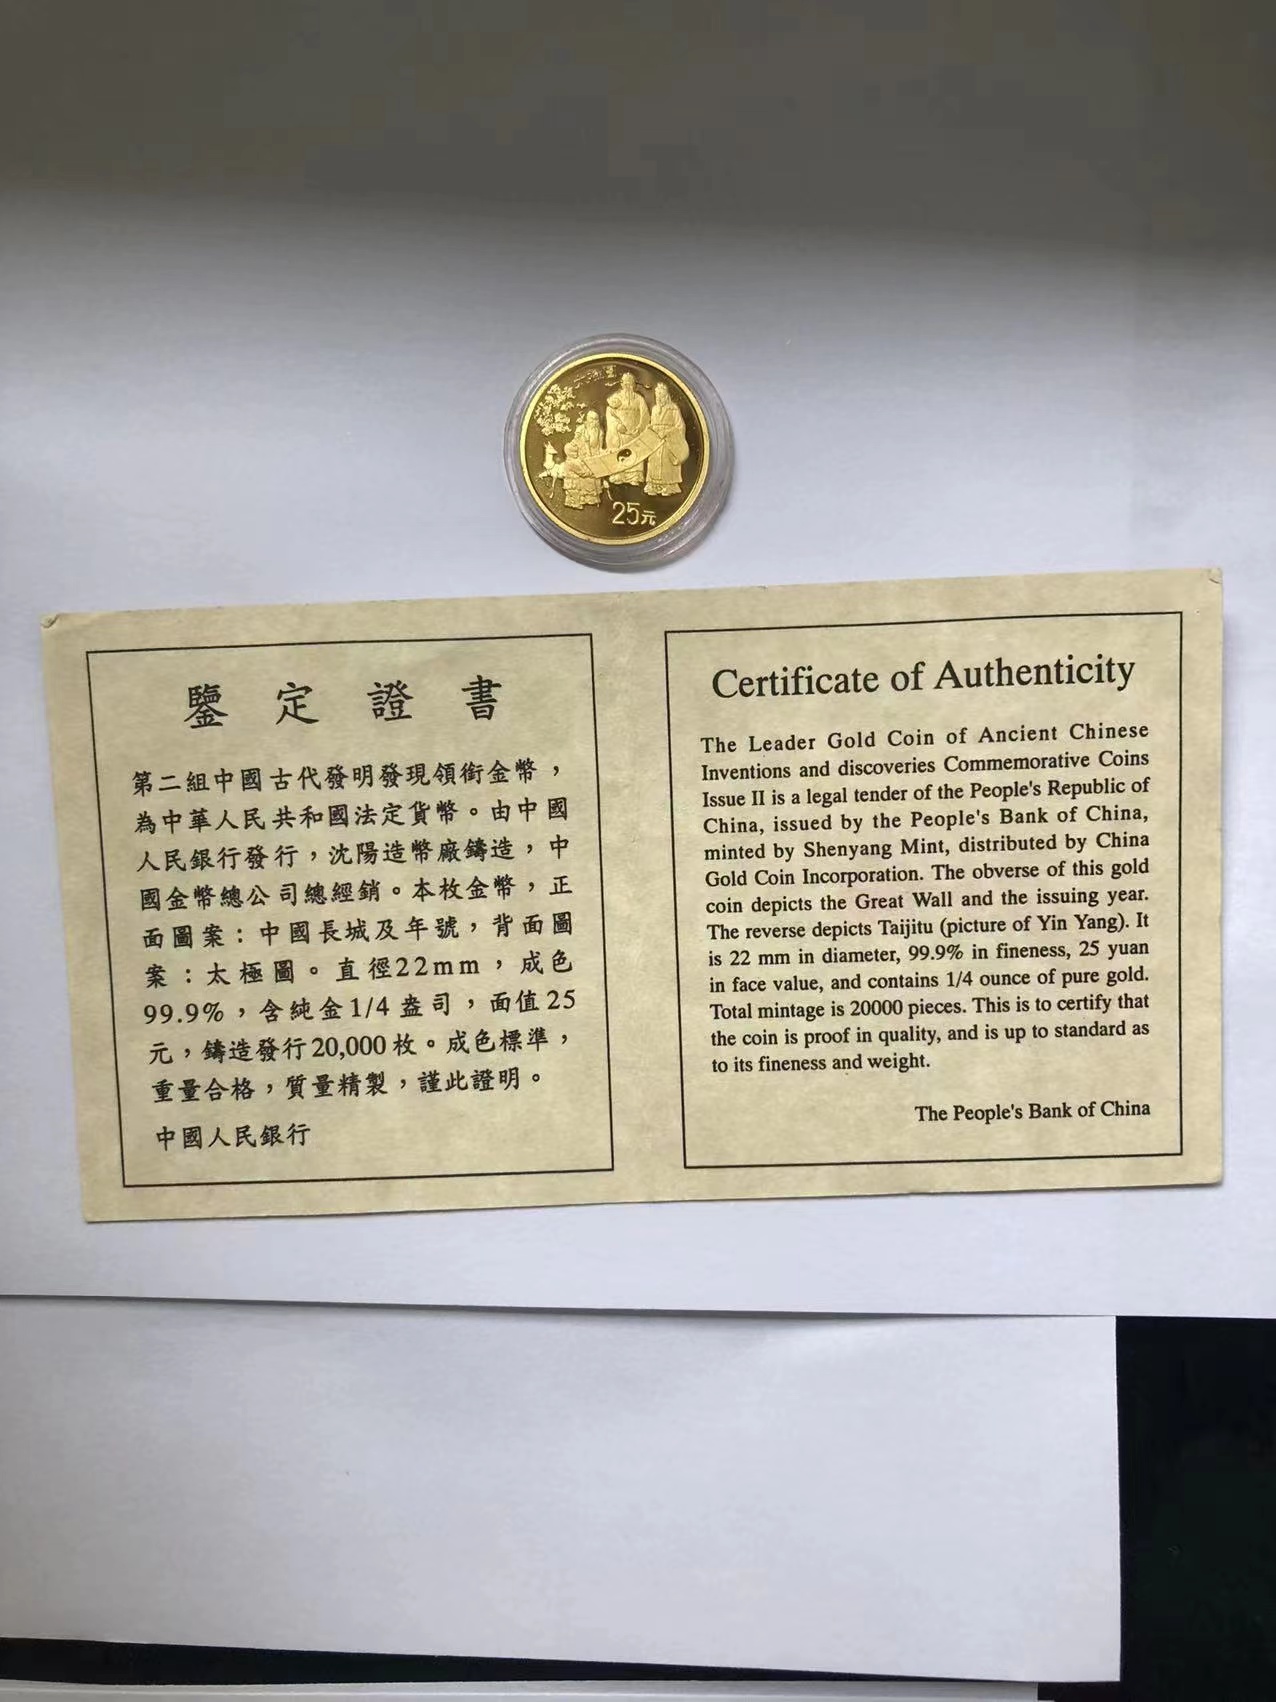 太極圖
25元
鑒定證書
第二組中國古代發明發現領銜金幣，
為中華人民共和國法定貨幣。由中國
人民銀行發行，沈陽造幣廠鑄造，中
國金幣總公司總經銷。本枚金幣，正
面圖案：中國長城及年號，背面圖
案：太極圖。直徑22mm，成色
99.9%，含純金1/4盎司，面值25
元，鑄造發行20,000枚。成色標準，
重量合格，質量精製，謹此證明。
中國人民銀行
Certificate of Authenticity
The Leader Gold Coin of Ancient Chinese
Inventions and discoveries Commemorative Coins
Issue II is a legal tender of the People's Republic of
China, issued by the People's Bank of China,
minted by Shenyang Mint, distributed by China
Gold Coin Incorporation. The obverse of this gold
coin depicts the Great Wall and the issuing year.
The reverse depicts Taijitu (picture of Yin Yang). It
is 22 mm in diameter, 99.9% in fineness, 25 yuan
in face value, and contains 1/4 ounce of pure gold.
Total mintage is 20000 pieces. This is to certify that
the coin is proof in quality, and is up to standard as
to its fineness and weight.
The People's Bank of China